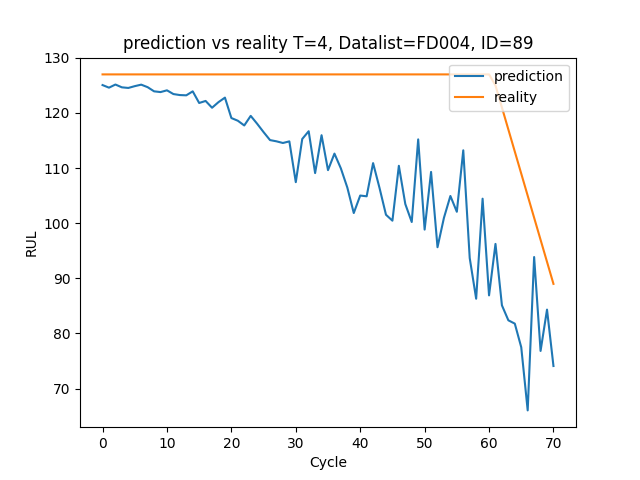 prediction vs reality T=4, Datalist=FD004, ID=89
prediction
reality
130
120
110
100
90
80
70
RUL
0 10 20 30 40 50 60 70
Cycle